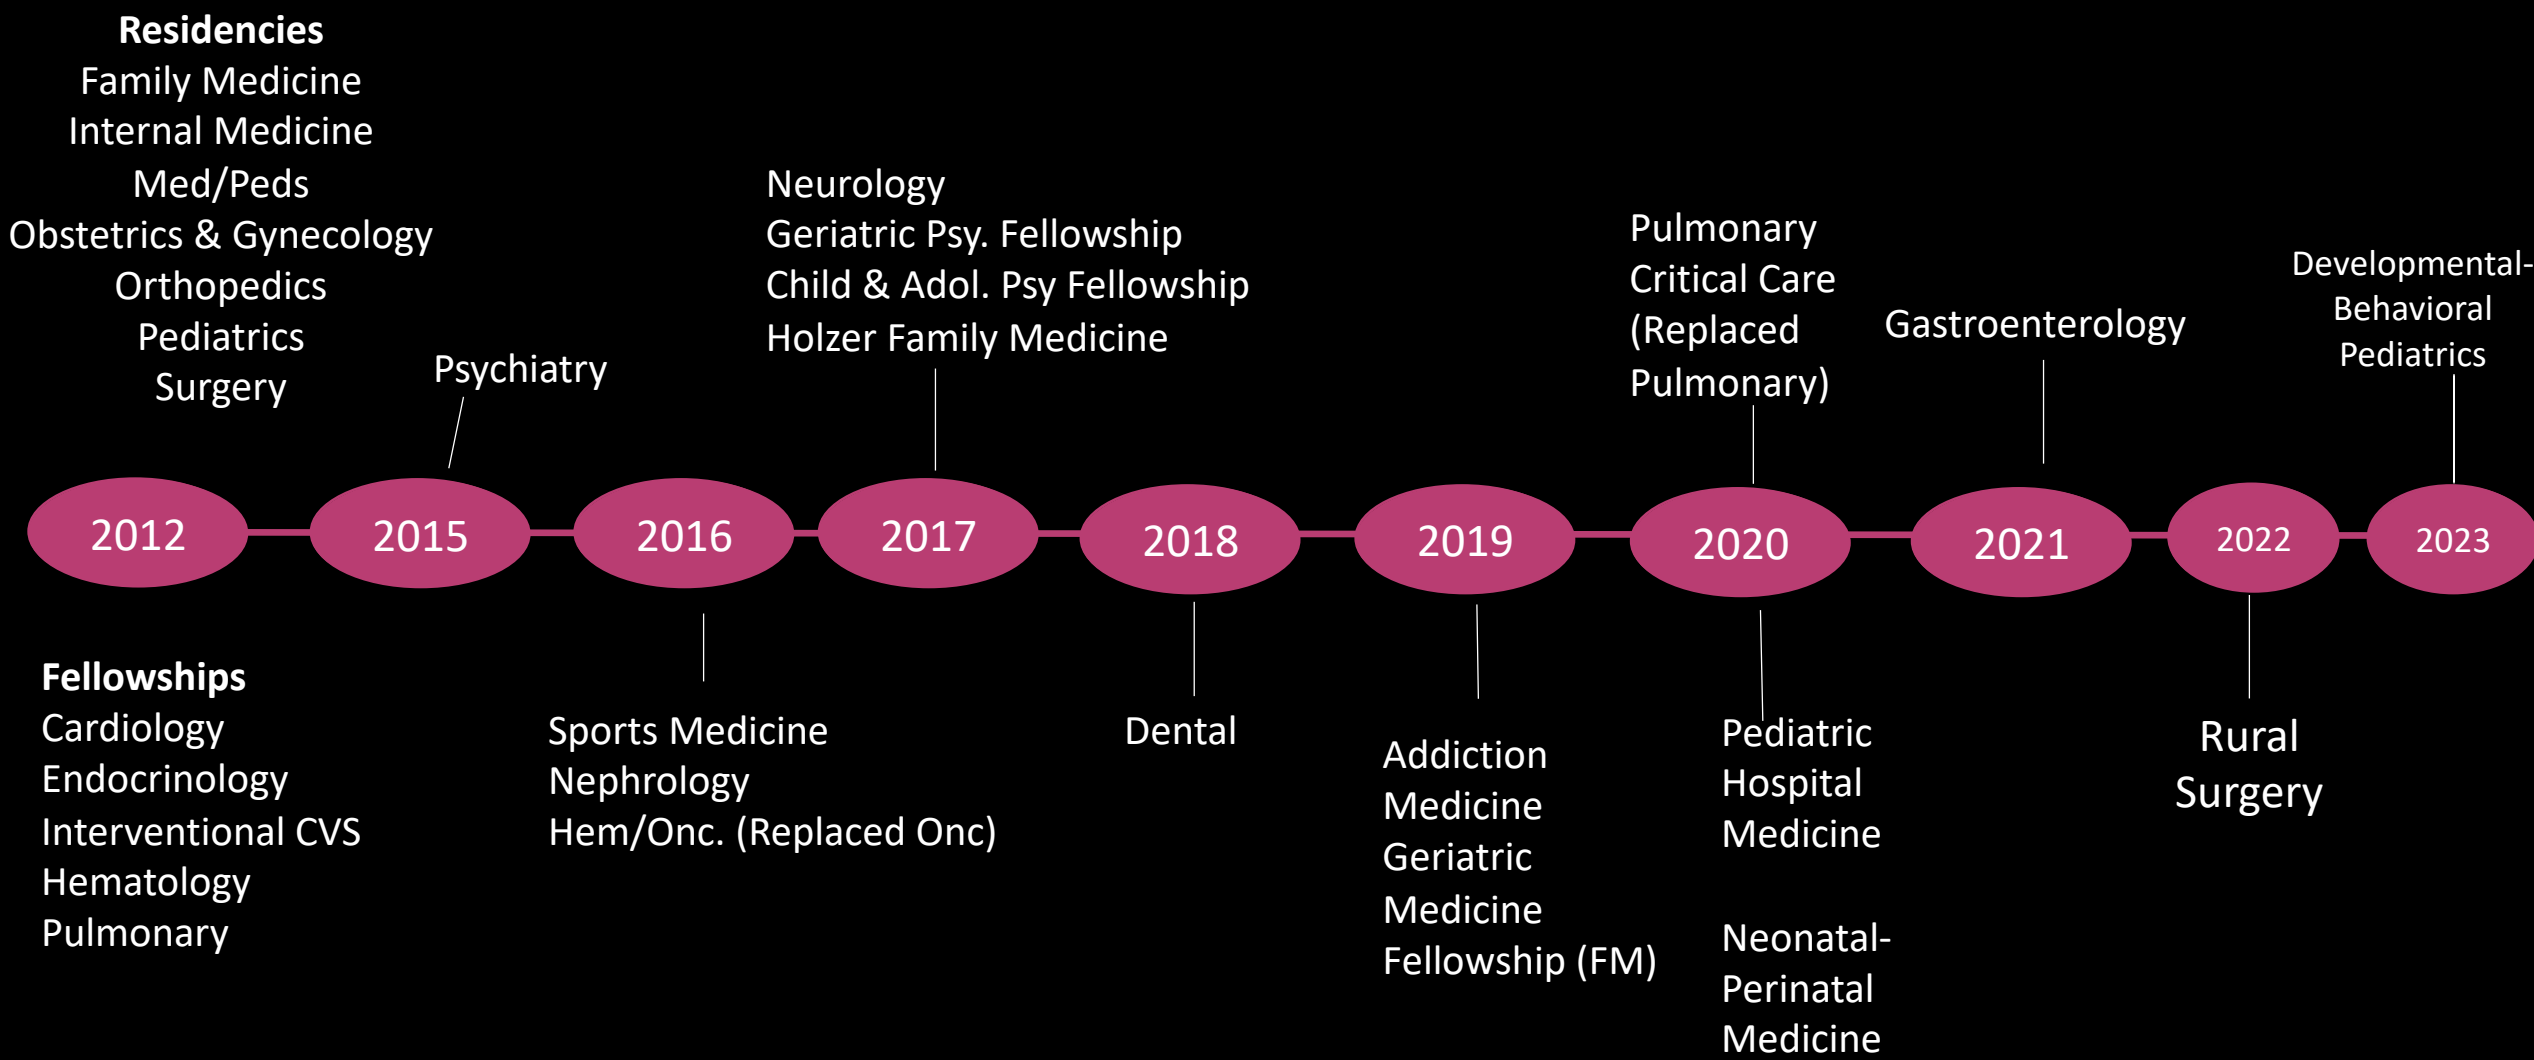 Residencies
Family Medicine
Internal Medicine
Med/Peds
Obstetrics & Gynecology
Orthopedics
Pediatrics
Surgery
Psychiatry
Neurology
Geriatric Psy. Fellowship
Child & Adol. Psy Fellowship
Holzer Family Medicine
Pulmonary
Critical Care
(Replaced
Pulmonary)
Gastroenterology
Developmental-
Behavioral
Pediatrics
2012
2015
2016
2017
2018
2019
2020
2021
2022
2023
Fellowships
Cardiology
Endocrinology
Interventional CVS
Hematology
Pulmonary
Sports Medicine
Nephrology
Hem/Onc. (Replaced Onc)
Dental
Addiction
Medicine
Geriatric
Medicine
Fellowship (FM)
Pediatric
Hospital
Medicine
Neonatal-
Perinatal
Medicine
Rural
Surgery